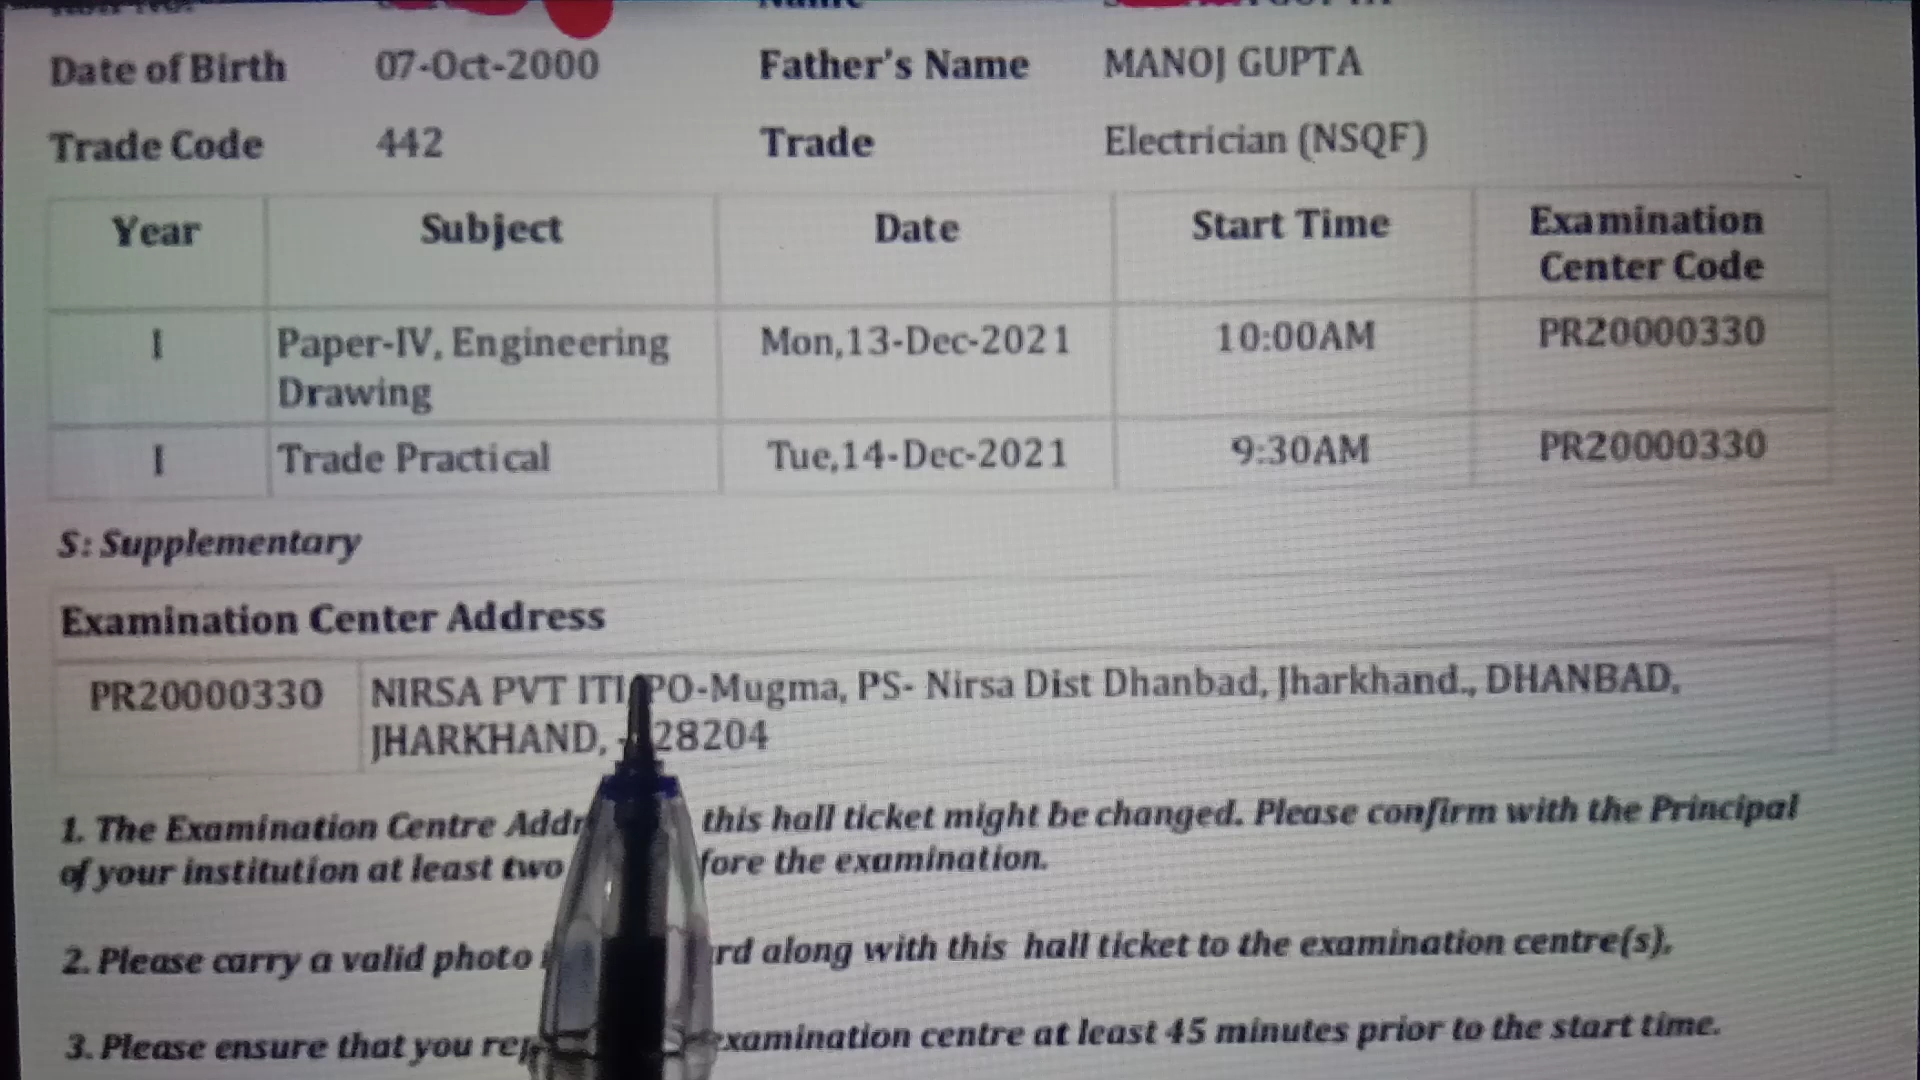 Name
Date of Birth 07-Oct-2000 Father's Name MANOJ GUPTA
Trade Code 442 Trade Electrician (NSQF)
Year Subject Date Start Time Examination
Center Code
I Paper-IV, Engineering Mon,13-Dec-2021 10:00AM PR20000330
Drawing
I Trade Practical Tue,14-Dec-2021 9:30AM PR20000330
S: Supplementary
Examination Center Address
PR20000330 NIRSA PVT ITI PO-Mugma, PS- Nirsa Dist Dhanbad, Jharkhand., DHANBAD,
JHARKHAND, 28204
1. The Examination Centre this hall ticket might be changed. Please confirm with the Principal
of your institution at least two the examination.
2. Please carry a valid photo along with this hall ticket to the examination centre(s).
3. Please ensure that you examination centre at least 45 minutes prior to the start time.